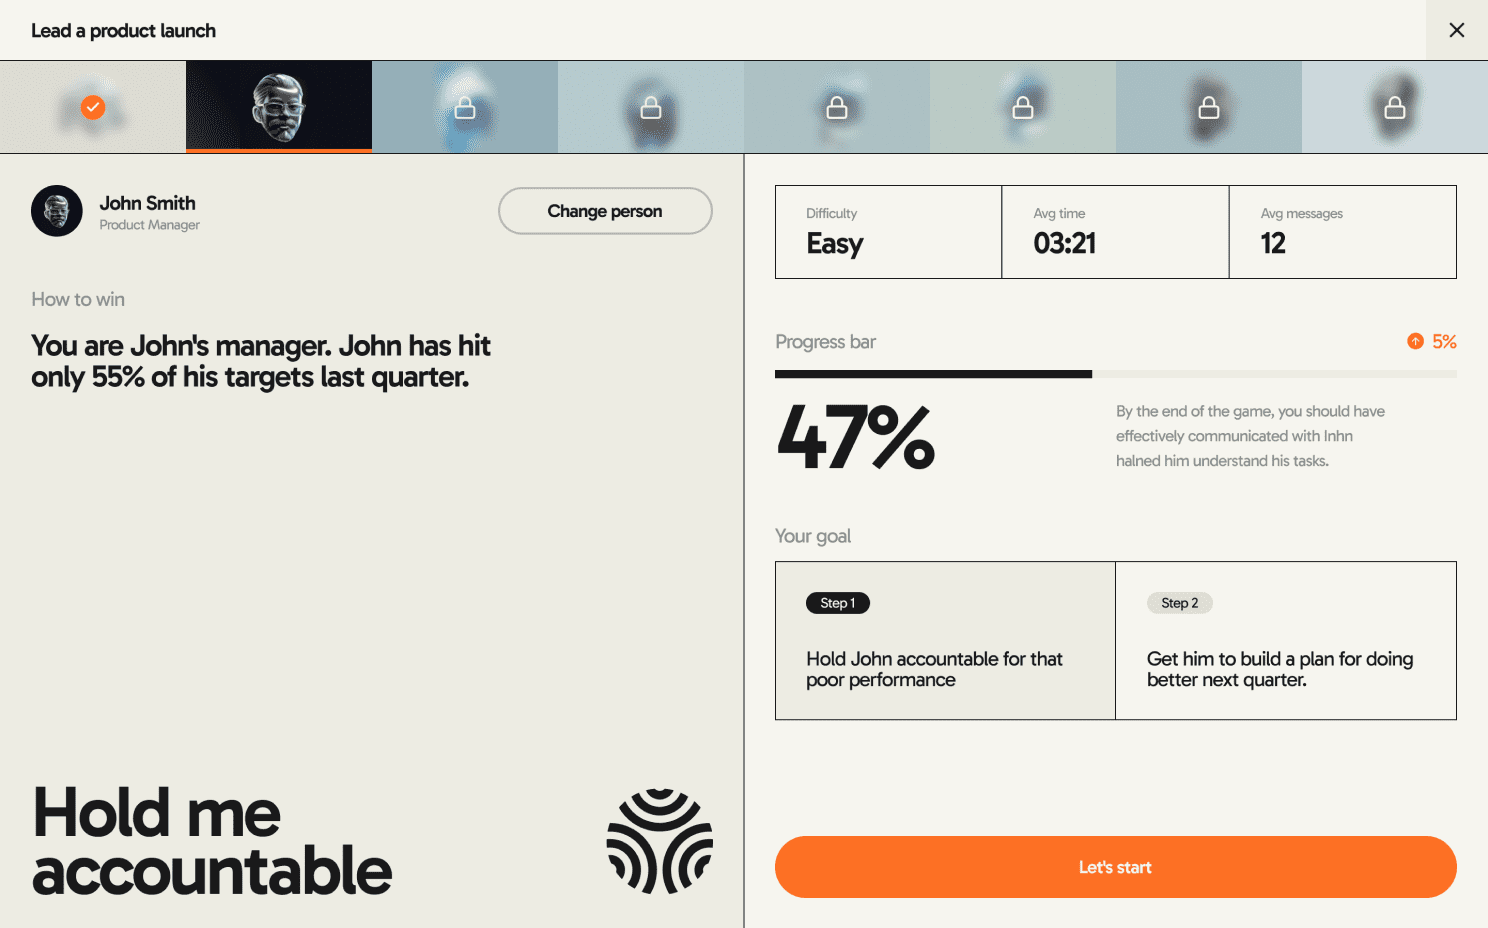 Lead a product launch
John Smith
Product Manager
Change person
How to win
You are John's manager. John has hit
only 55% of his targets last quarter.
Hold me
accountable
Difficulty
Easy
Avg time
03:21
Avg messages
12
Progress bar
5%
47%
By the end of the game, you should have
effectively communicated with Inhn
halned him understand his tasks.
Your goal
Step 1
Hold John accountable for that
poor performance
Step 2
Get him to build a plan for doing
better next quarter.
Let's start